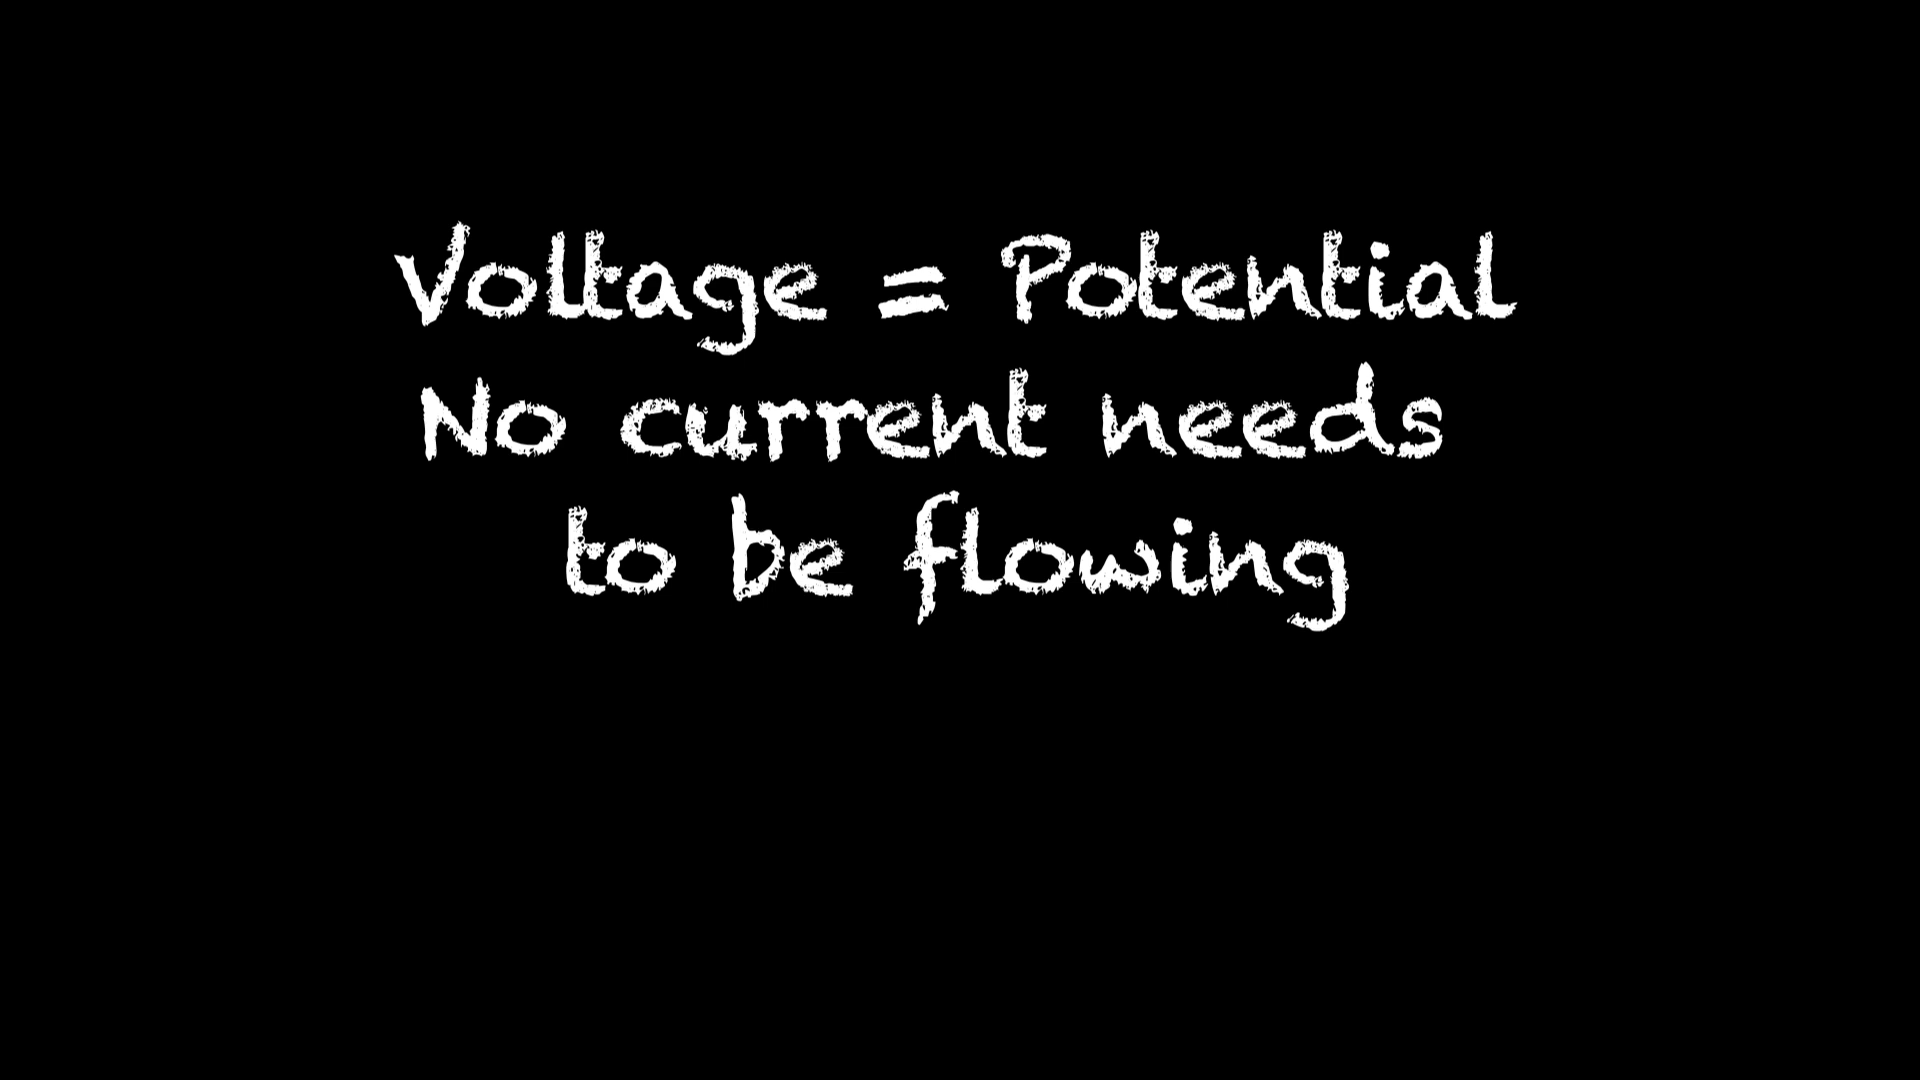 Voltage = Potential
No current needs
to be flowing